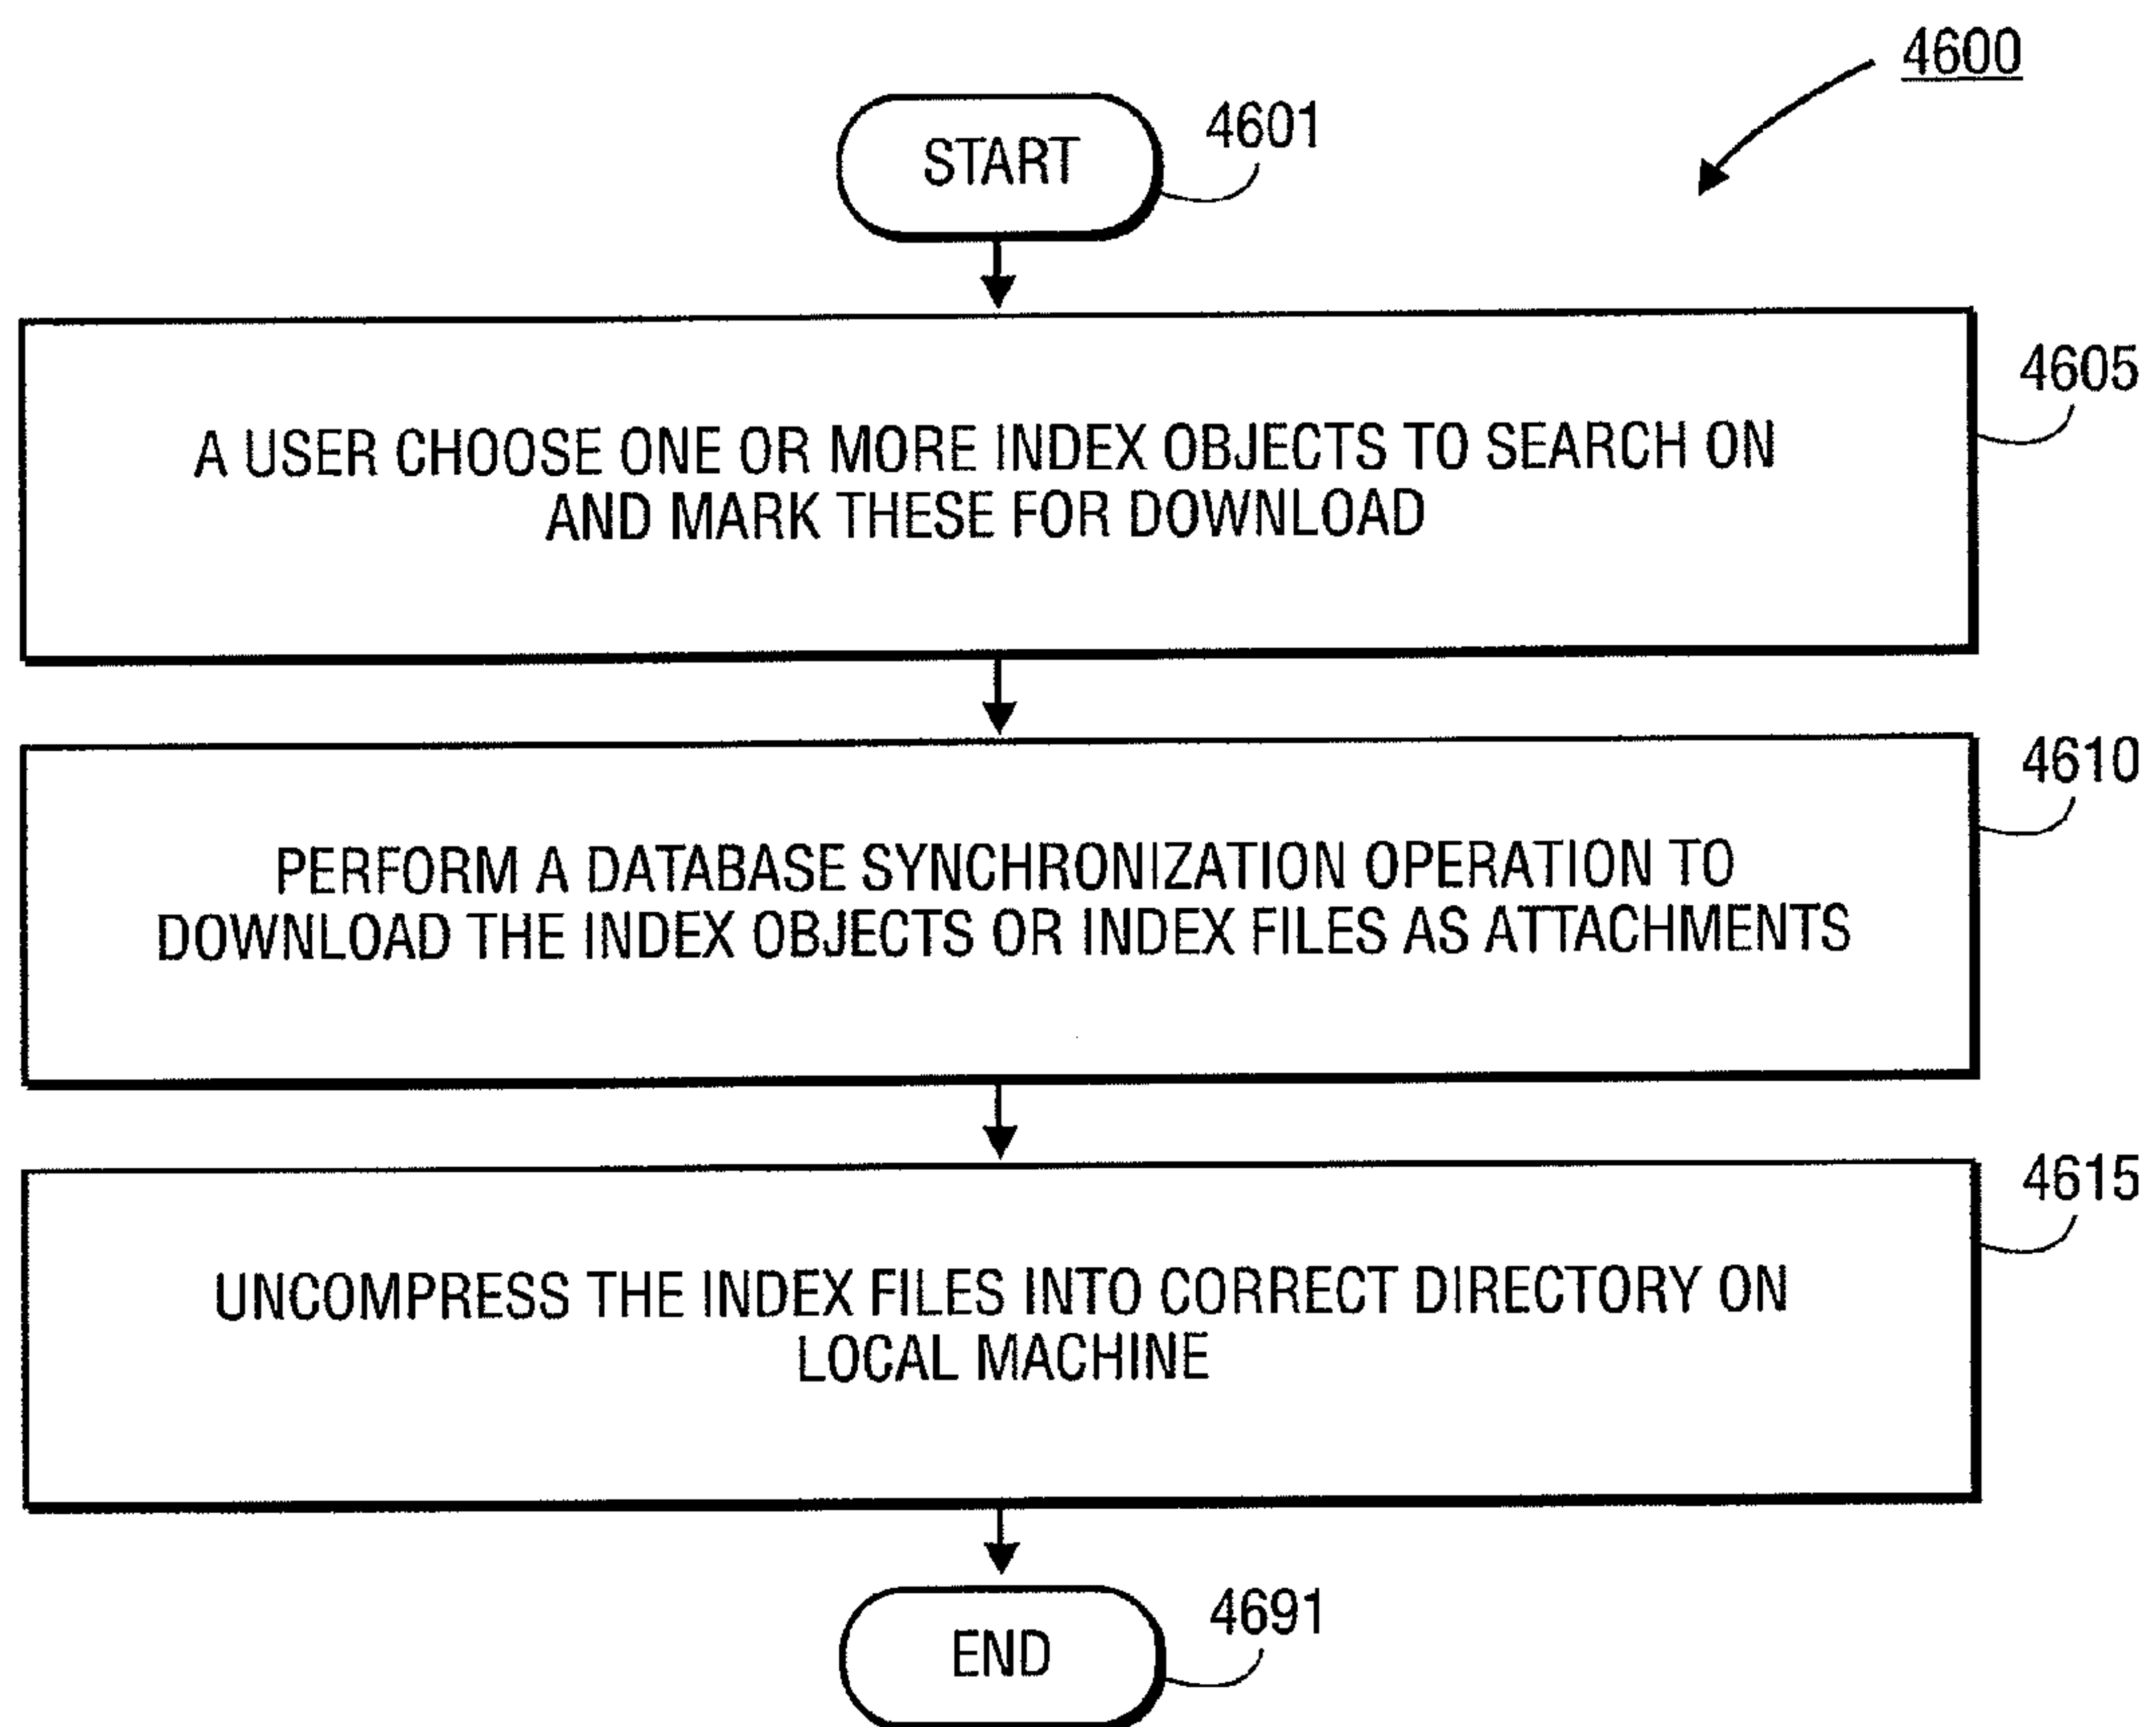 4600
START
4601
A USER CHOOSE ONE OR MORE INDEX OBJECTS TO SEARCH ON
AND MARK THESE FOR DOWNLOAD
4605
PERFORM A DATABASE SYNCHRONIZATION OPERATION TO
DOWNLOAD THE INDEX OBJECTS OR INDEX FILES AS ATTACHMENTS
4610
UNCOMPRESS THE INDEX FILES INTO CORRECT DIRECTORY ON
LOCAL MACHINE
4615
END
4691